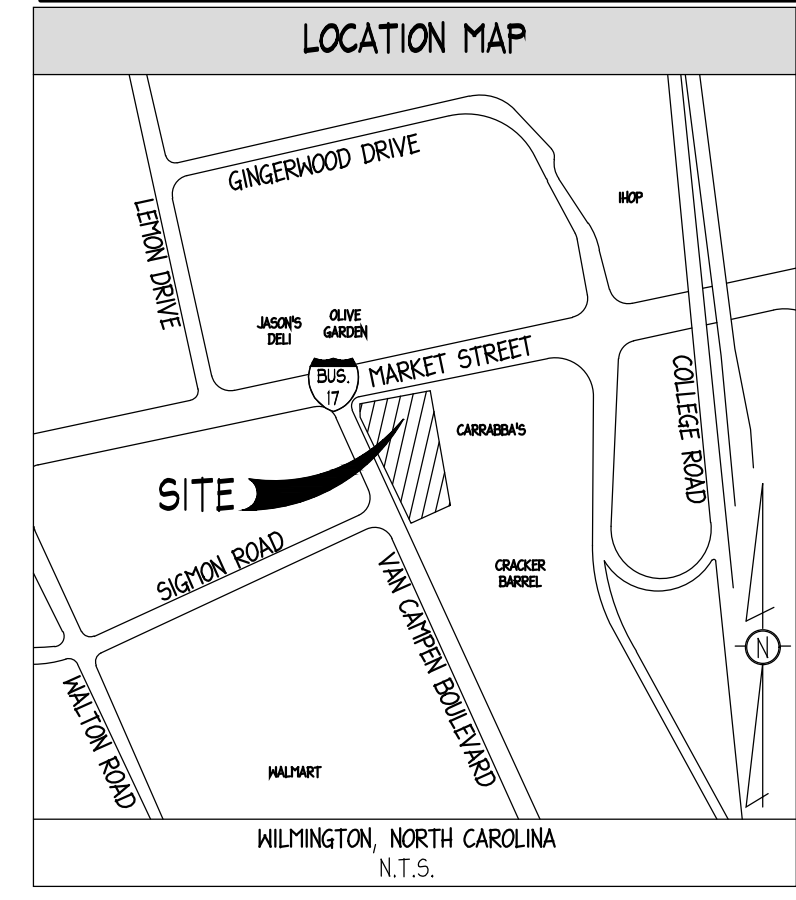 LOCATION MAP
GINGERWOOD DRIVE
IHOP
LEMON DRIVE
JASON'S
DELI
OLIVE
GARDEN
MARKET STREET
BUS.
17
COLLEGE ROAD
CARRABBA'S
SITE
SIGMON ROAD
CRACKER
BARREL
VAN CAMPEN BOULEVARD
N
WALTON ROAD
WALMART
WILMINGTON, NORTH CAROLINA
N.T.S.